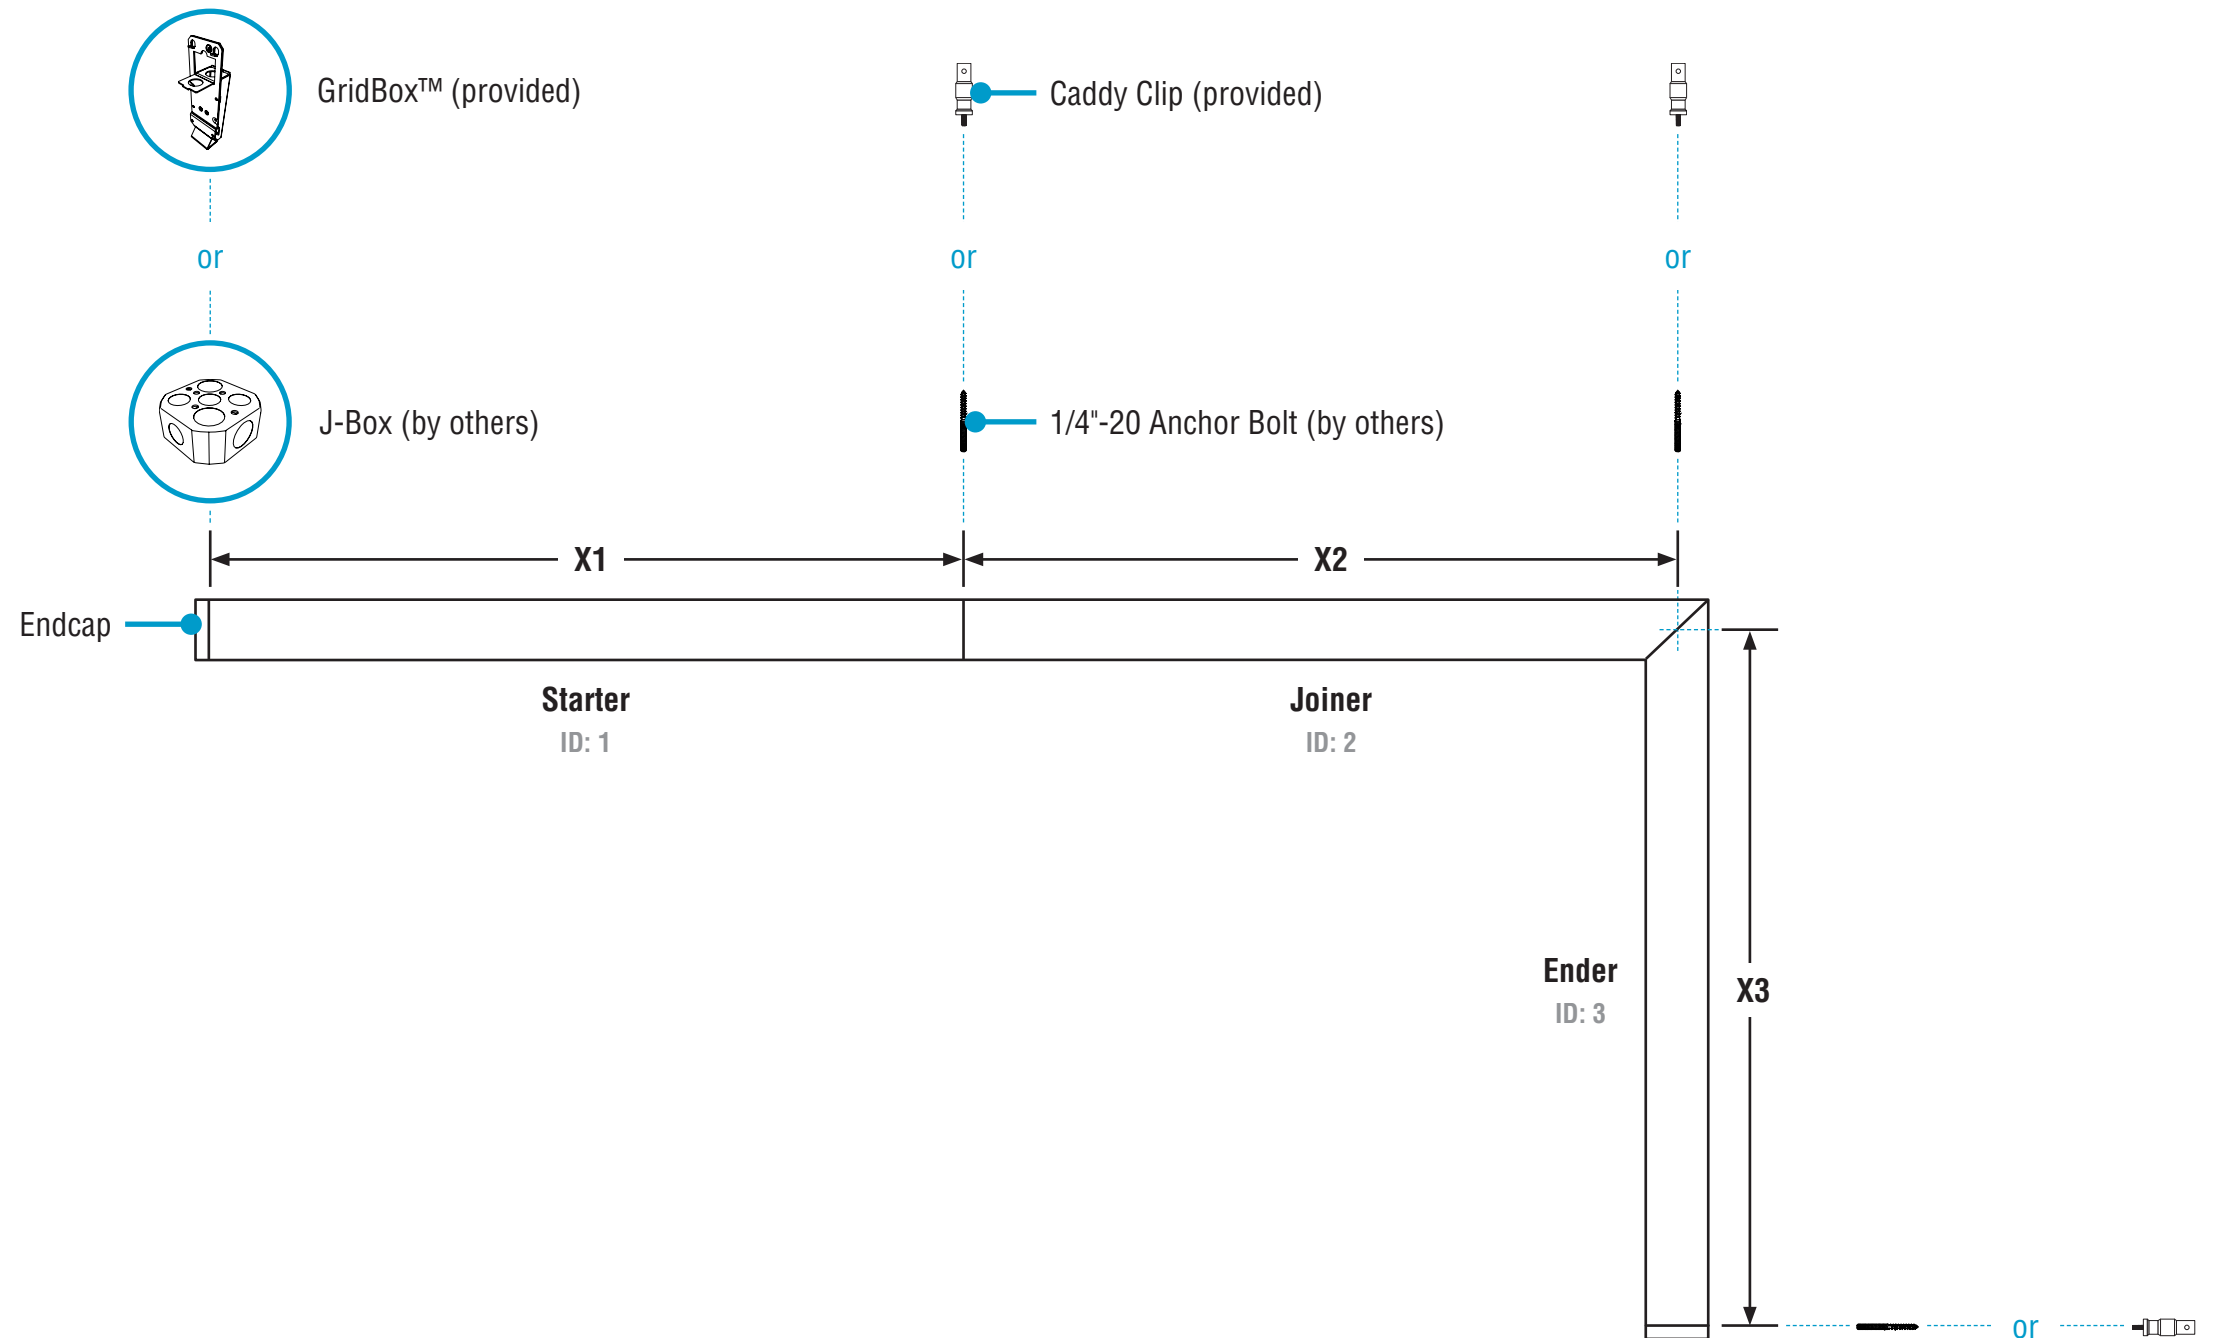 GridBox™ (provided)
Caddy Clip (provided)
or
or
or
J-Box (by others)
1/4"-20 Anchor Bolt (by others)
X1
X2
Endcap
Starter
ID: 1
Joiner
ID: 2
Ender
ID: 3
X3
or